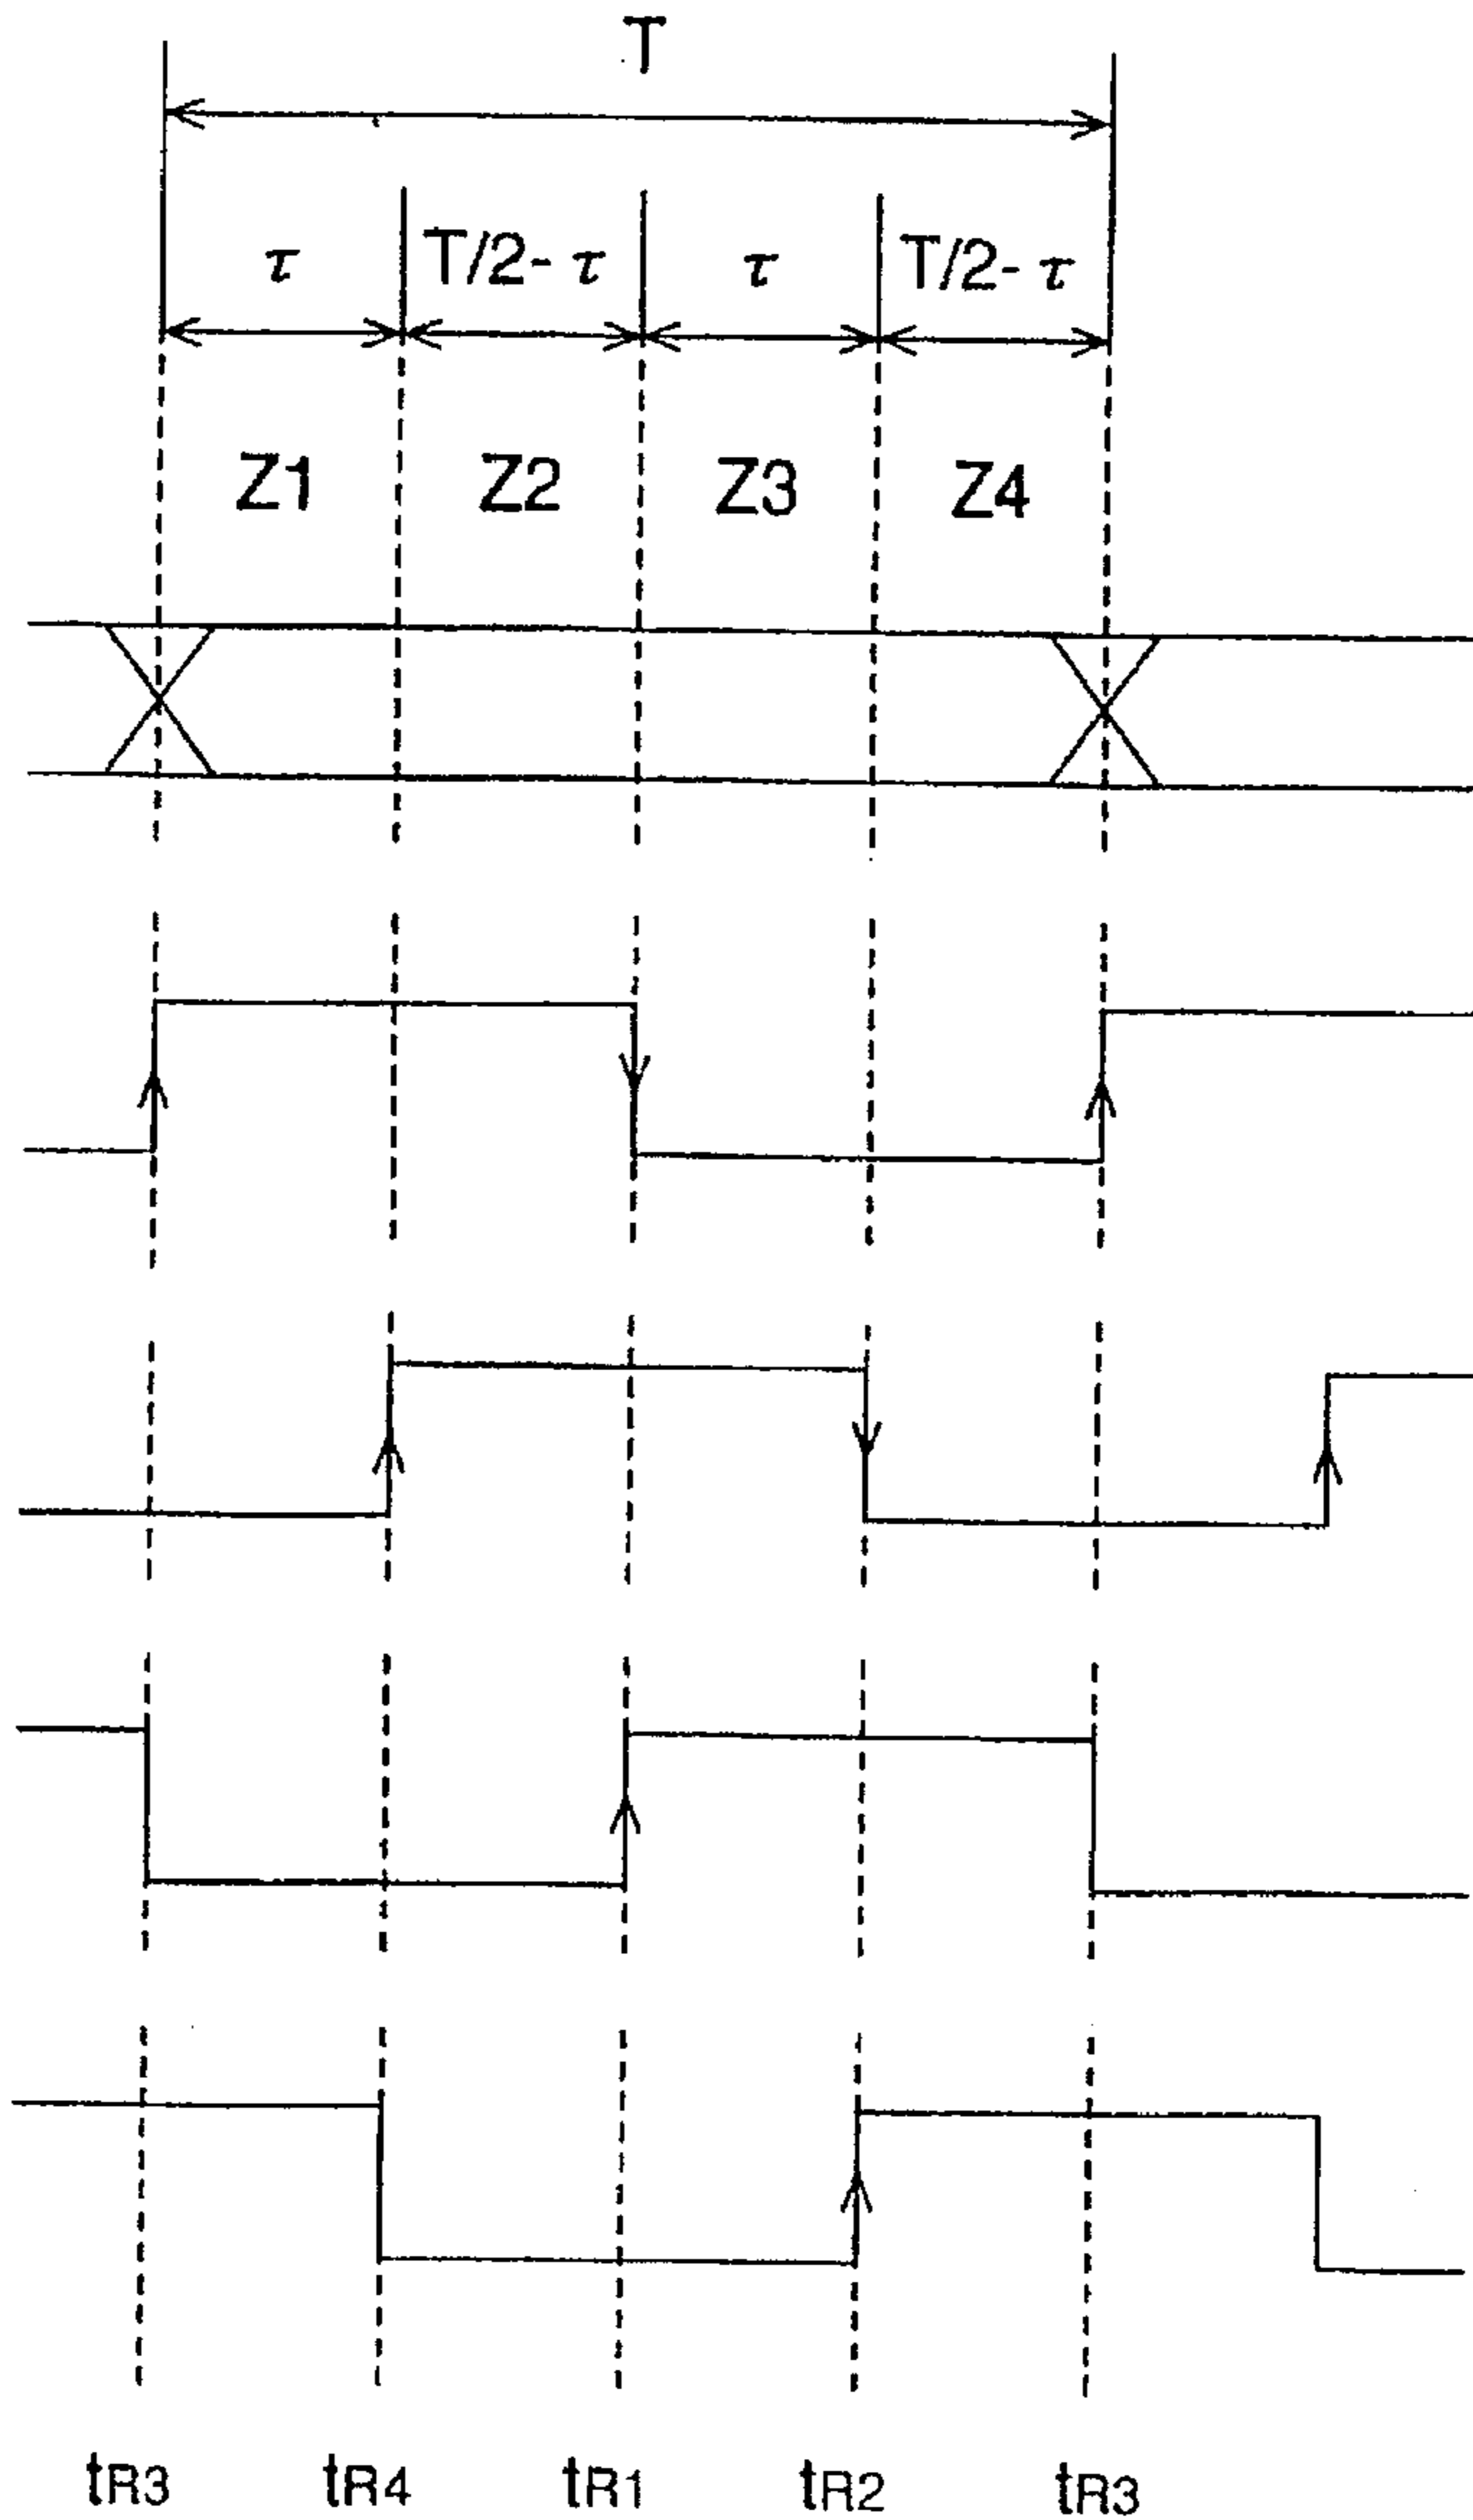 T
τ T/2-τ τ T/2-τ
Z1 Z2 Z3 Z4
tR3 tR4 tR1 tR2 tR3